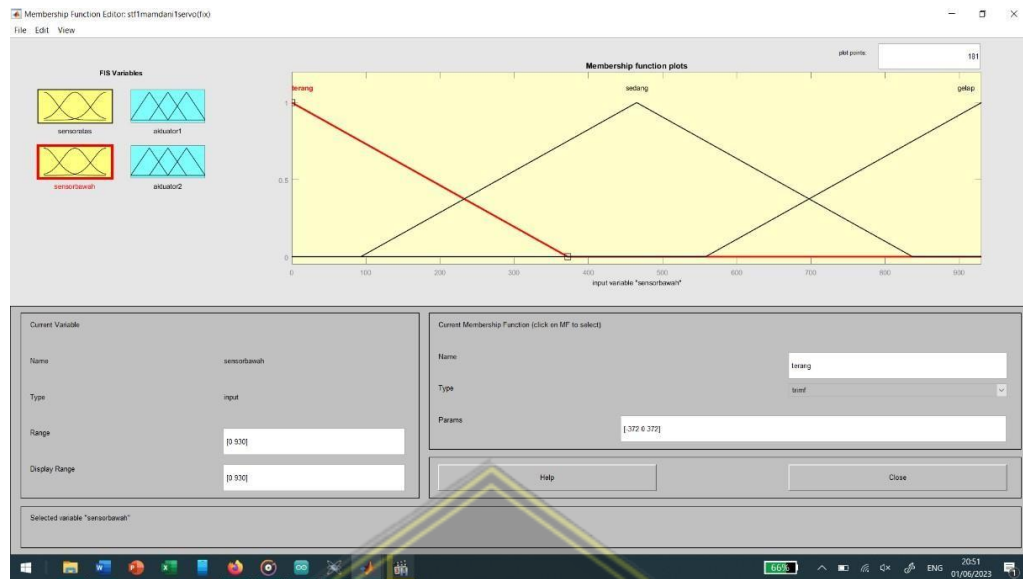 Membership Function Editor: stf1mamdani1servo(fix)
File Edit View
FIS Variables
sensoratas
aktuator1
sensorbawah
aktuator2
plot points:
181
Membership function plots
terang
sedang
gelap
1
0.5
0
0 100 200 300 400 500 600 700 800 900
input variable "sensorbawah"
Current Variable
Name sensorbawah
Type input
Range [0 930]
Display Range [0 930]
Current Membership Function (click on MF to select)
Name terang
Type trimf
Params [-372 0 372]
Help
Close
Selected variable "sensorbawah"
66%
ENG
20:51
01/06/2023